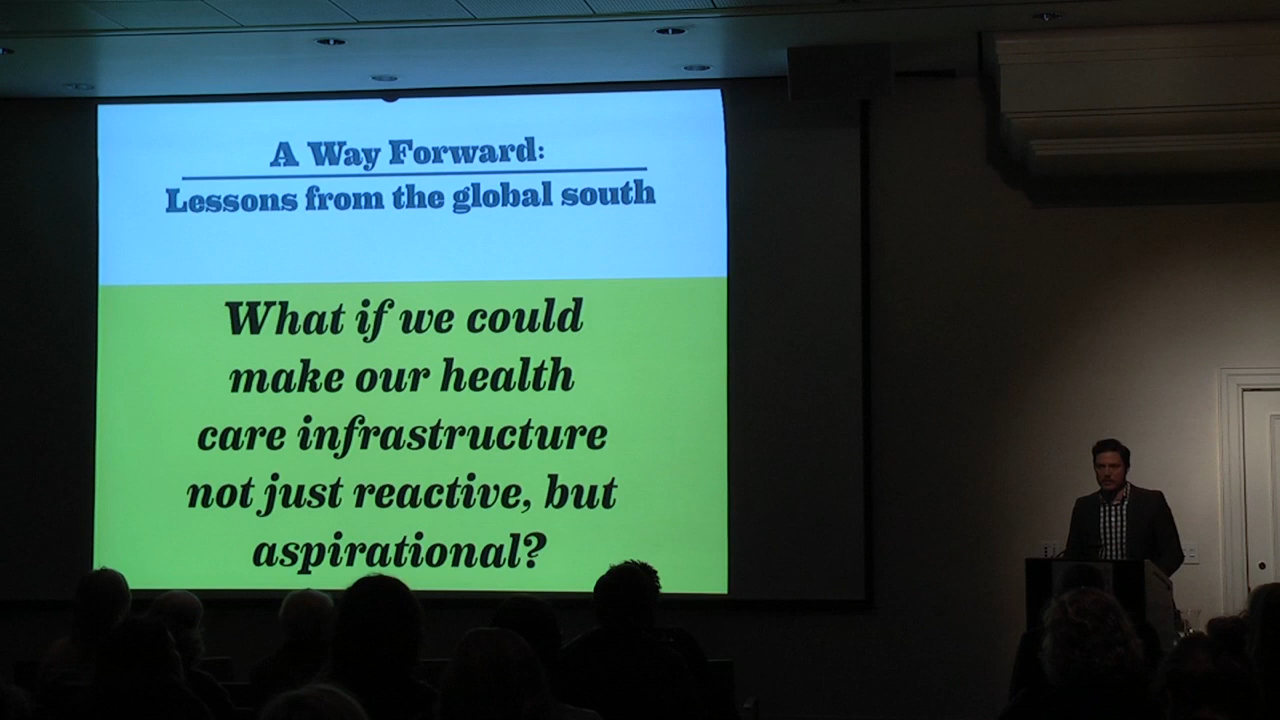 A Way Forward:
Lessons from the global south
What if we could
make our health
care infrastructure
not just reactive, but
aspirational?